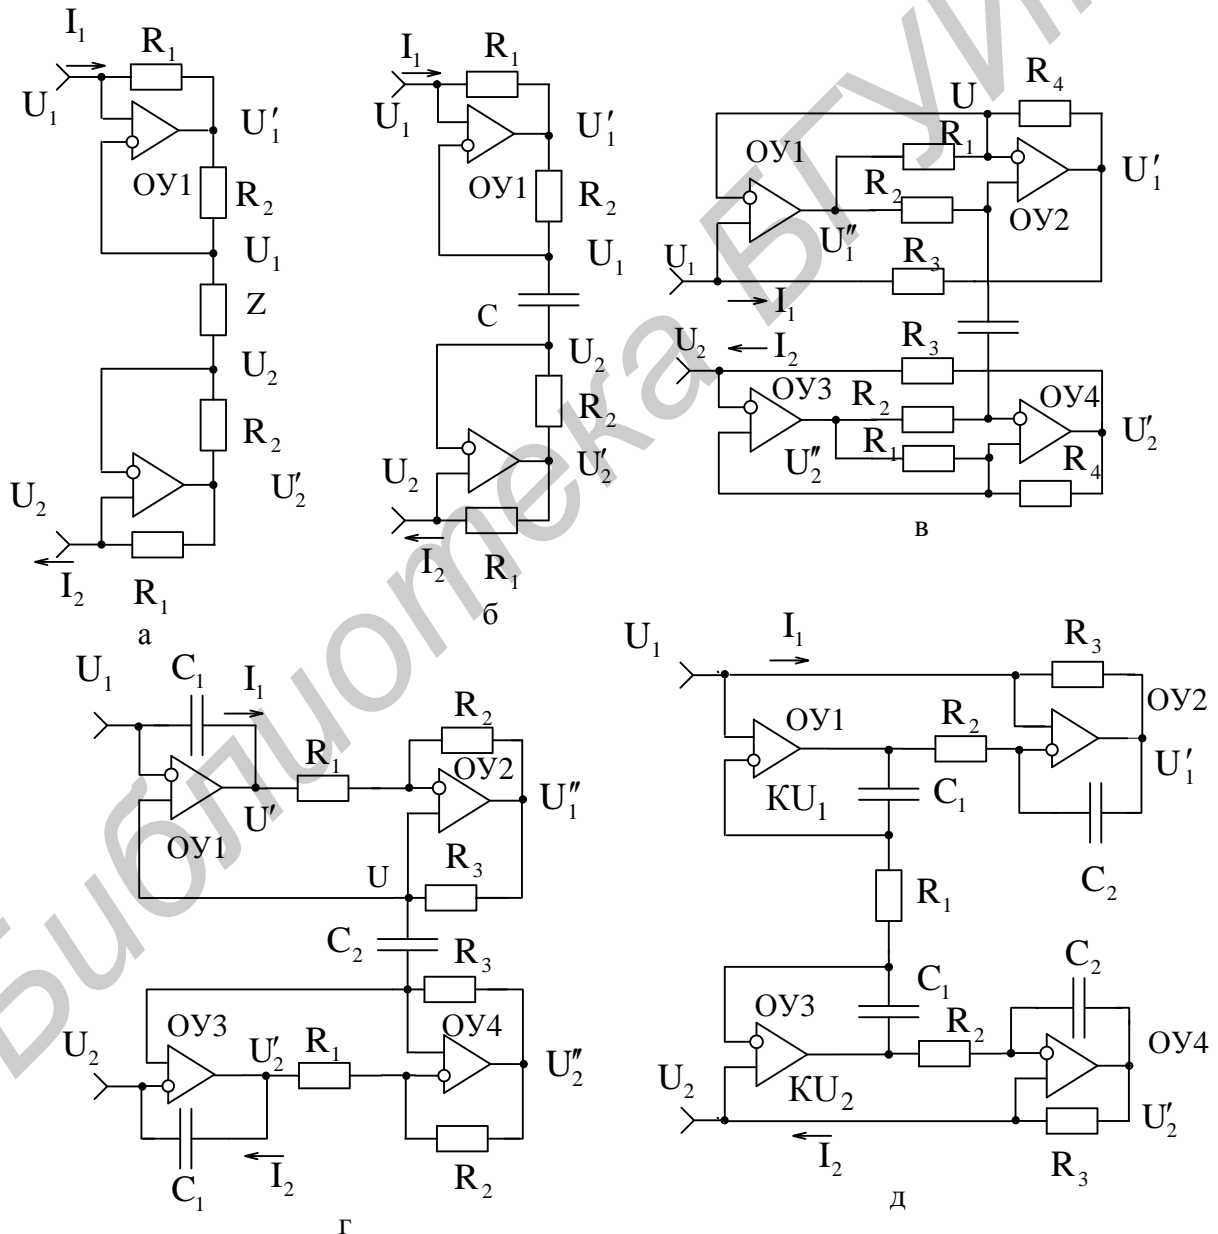 I₁
R₁
U₁
U₁′
ОУ1
R₂
U₁
Z
U₂
R₂
U₂
U₂′
I₂
R₁
а
I₁
R₁
U₁
U₁′
ОУ1
R₂
U₁
C
U₂
R₂
U₂
U₂′
I₂
R₁
б
U
R₄
ОУ1
R₁
R₂
U₁′
ОУ2
U₁″
U₁
R₃
I₁
U₂
I₂
R₃
ОУ3
R₂
ОУ4
U₂″
R₁
U₂′
R₄
в
U₁
C₁
I₁
R₂
R₁
ОУ2
U′
U₁″
ОУ1
R₃
U
C₂
R₃
ОУ3
ОУ4
U₂
U₂′
R₁
U₂″
C₁
I₂
R₂
г
U₁
I₁
R₃
ОУ1
R₂
ОУ2
U₁′
KU₁
C₁
C₂
R₁
C₁
C₂
ОУ3
R₂
ОУ4
U₂
KU₂
U₂′
I₂
R₃
д
Библиотека БГУИ